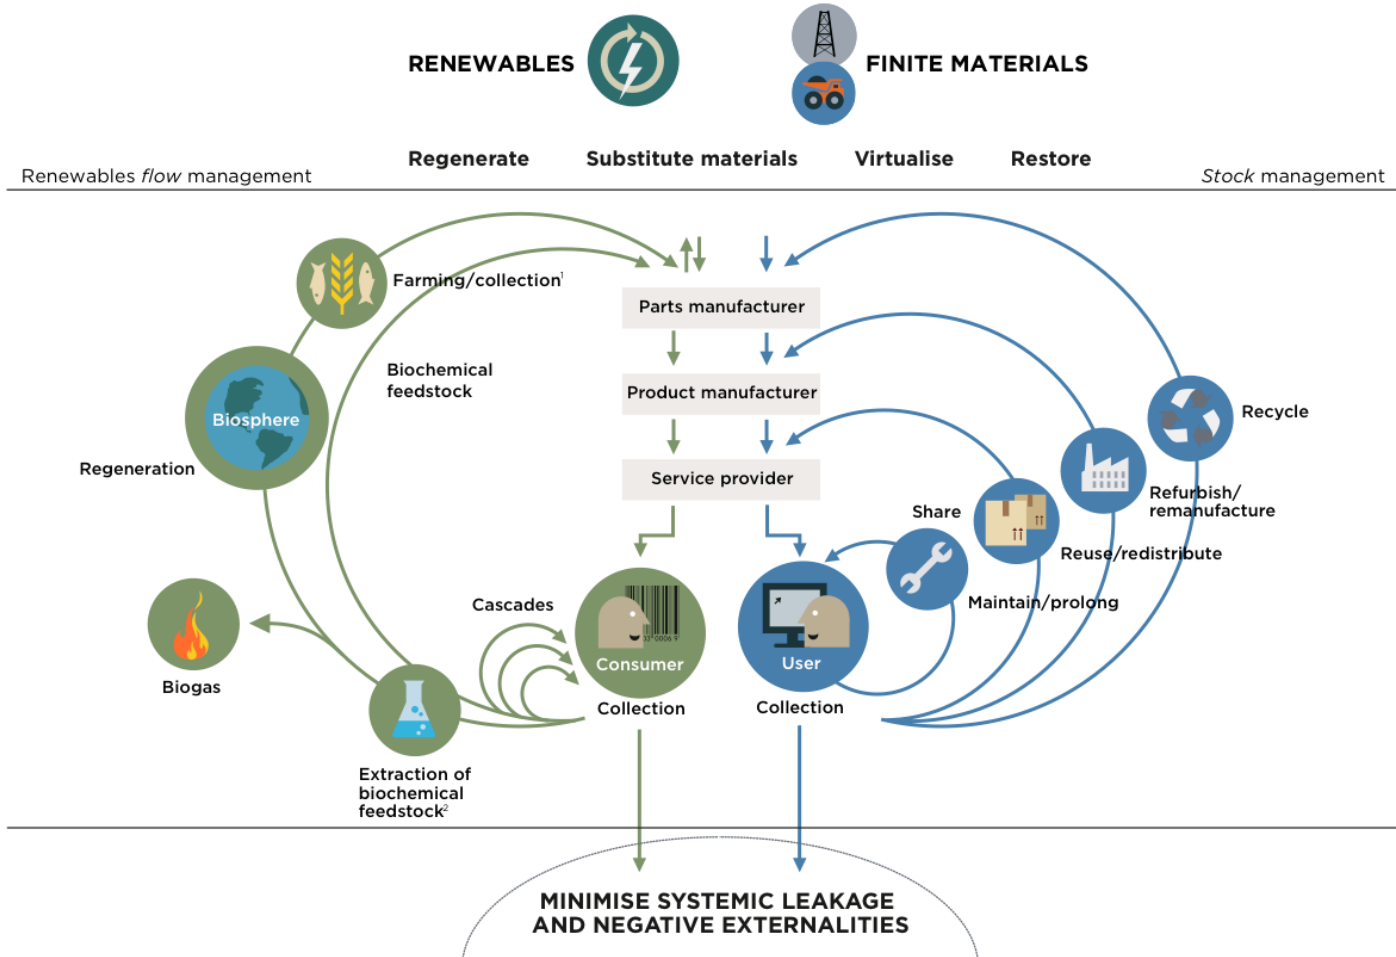 RENEWABLES
FINITE MATERIALS
Regenerate
Substitute materials
Virtualise
Restore
Renewables flow management
Stock management
Farming/collection¹
Parts manufacturer
Biochemical
feedstock
Product manufacturer
Biosphere
Recycle
Regeneration
Service provider
Refurbish/
remanufacture
Share
Reuse/redistribute
Cascades
Maintain/prolong
Consumer
User
Biogas
Collection
Collection
Extraction of
biochemical
feedstock²
MINIMISE SYSTEMIC LEAKAGE
AND NEGATIVE EXTERNALITIES